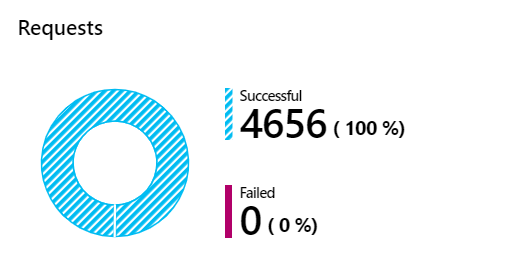 Requests
Successful
4656 ( 100 %)
Failed
0 ( 0 %)